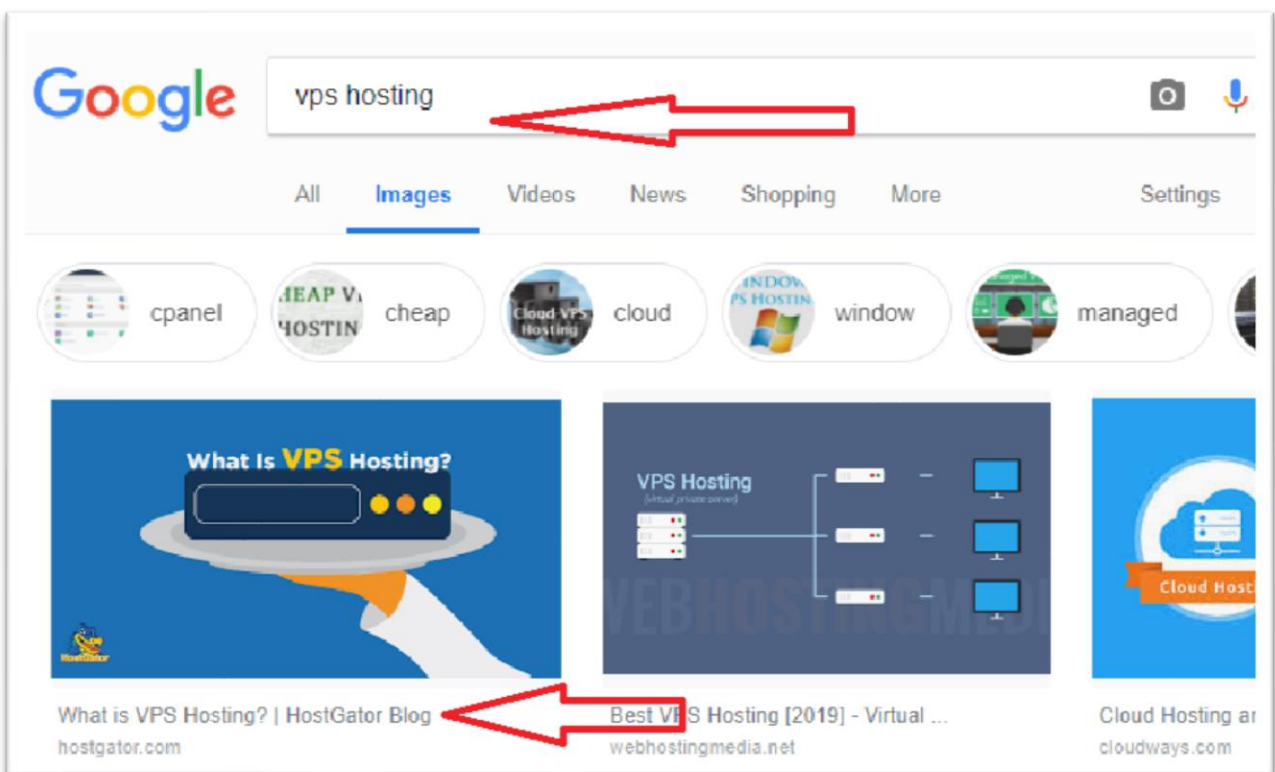 Google
vps hosting
All Images Videos News Shopping More Settings
cpanel
HEAP V
HOSTIN
cheap
Cloud VPS
Hosting
cloud
INDOW
PS HOSTIN
window
managed
What Is VPS Hosting?
HostGator
VPS Hosting
(virtual private server)
WEBHOSTINGMEDI
Cloud Host
What is VPS Hosting? | HostGator Blog
hostgator.com
Best VPS Hosting [2019] - Virtual ...
webhostingmedia.net
Cloud Hosting ar
cloudways.com